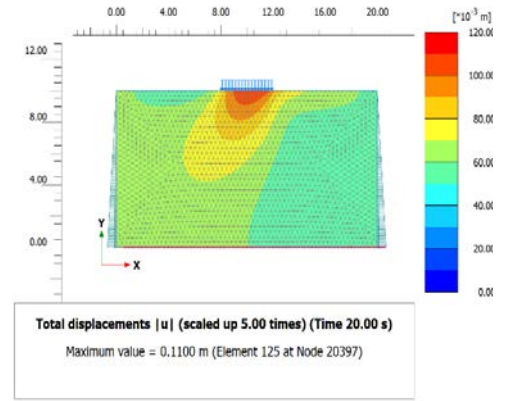 0.00 4.00 8.00 12.00 16.00 20.00
[*10⁻³ m]
120.00
100.00
80.00
60.00
40.00
20.00
0.00
12.00
8.00
4.00
0.00
Y
X
Total displacements |u| (scaled up 5.00 times) (Time 20.00 s)
Maximum value = 0.1100 m (Element 125 at Node 20397)